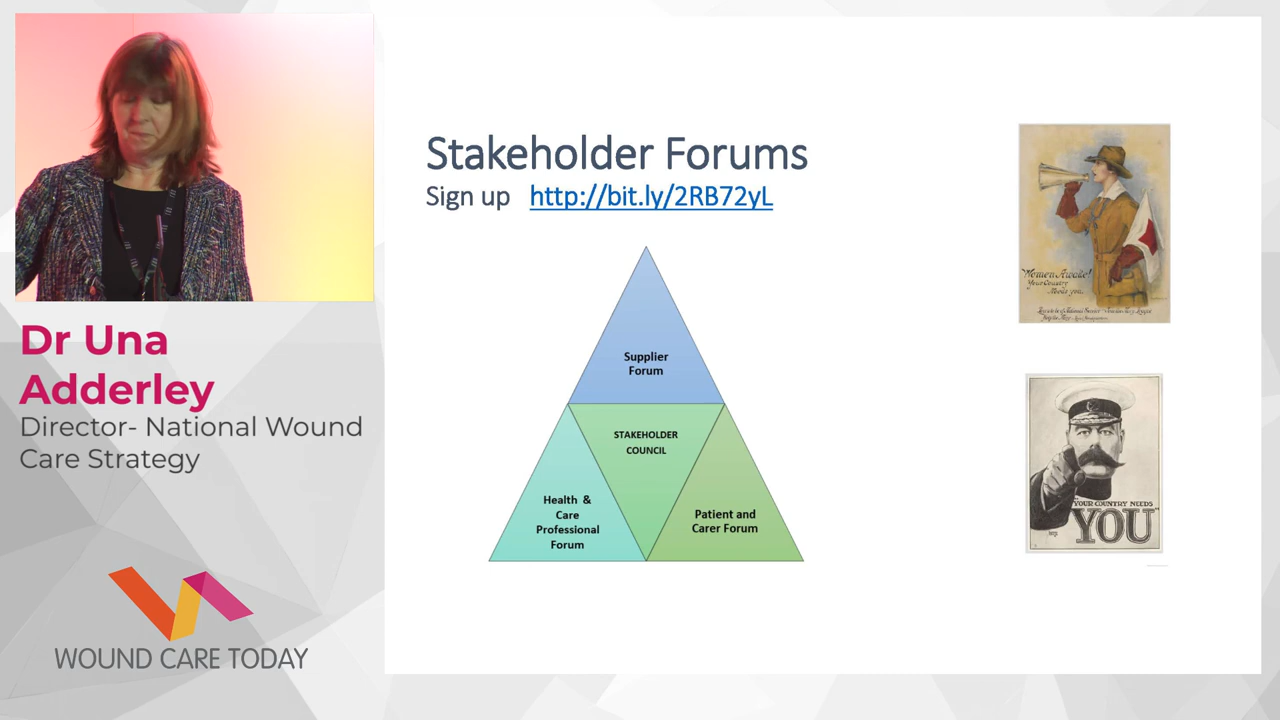 Stakeholder Forums
Sign up http://bit.ly/2RB72yL
Supplier
Forum
STAKEHOLDER
COUNCIL
Health &
Care
Professional
Forum
Patient and
Carer Forum
Women Awake!
Your Country
Needs you.
"YOUR COUNTRY NEEDS
YOU"
Dr Una
Adderley
Director- National Wound
Care Strategy
WOUND CARE TODAY